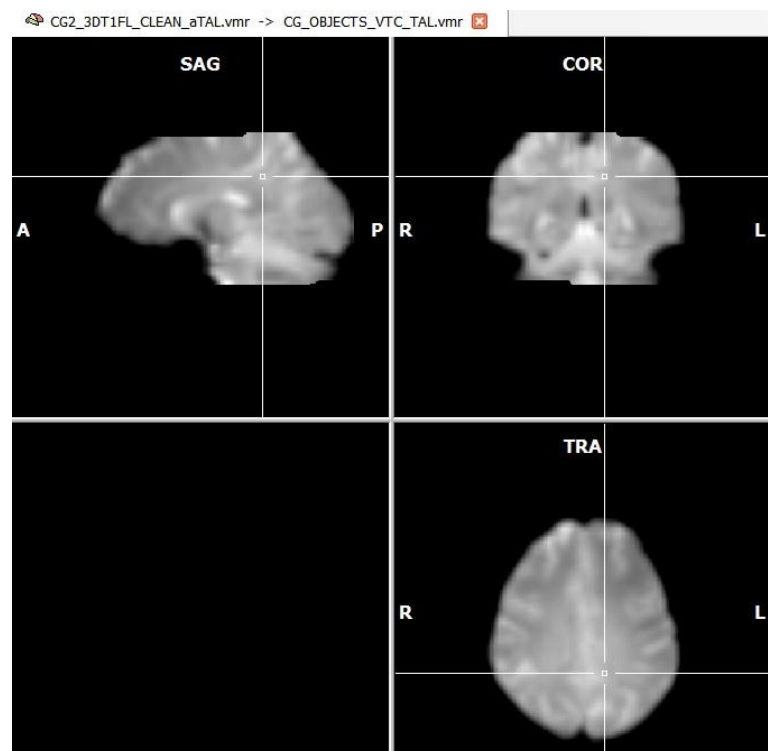 CG2_3DT1FL_CLEAN_aTAL.vmr -> CG_OBJECTS_VTC_TAL.vmr
SAG
COR
A
P
R
L
TRA
R
L